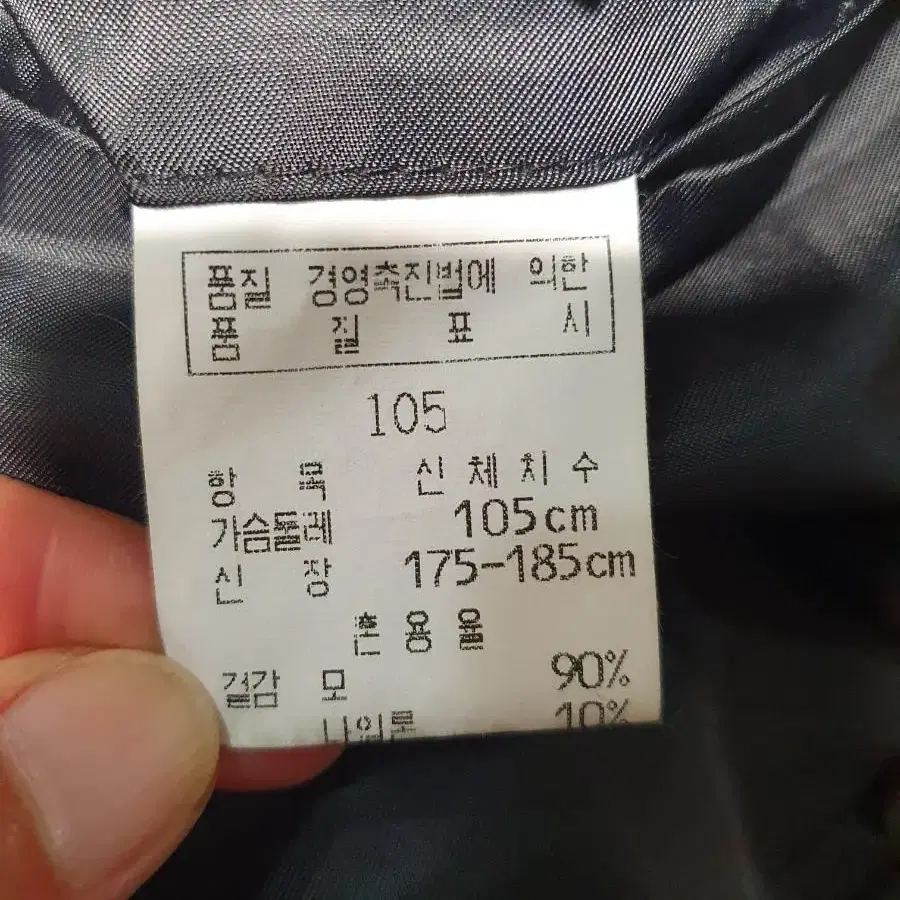 품질 경영촉진법에 의한
품 질 표 시
105
항 목 신체치수
가슴둘레 105cm
신 장 175-185cm
혼용율
겉감 모 90%
나일론 10%